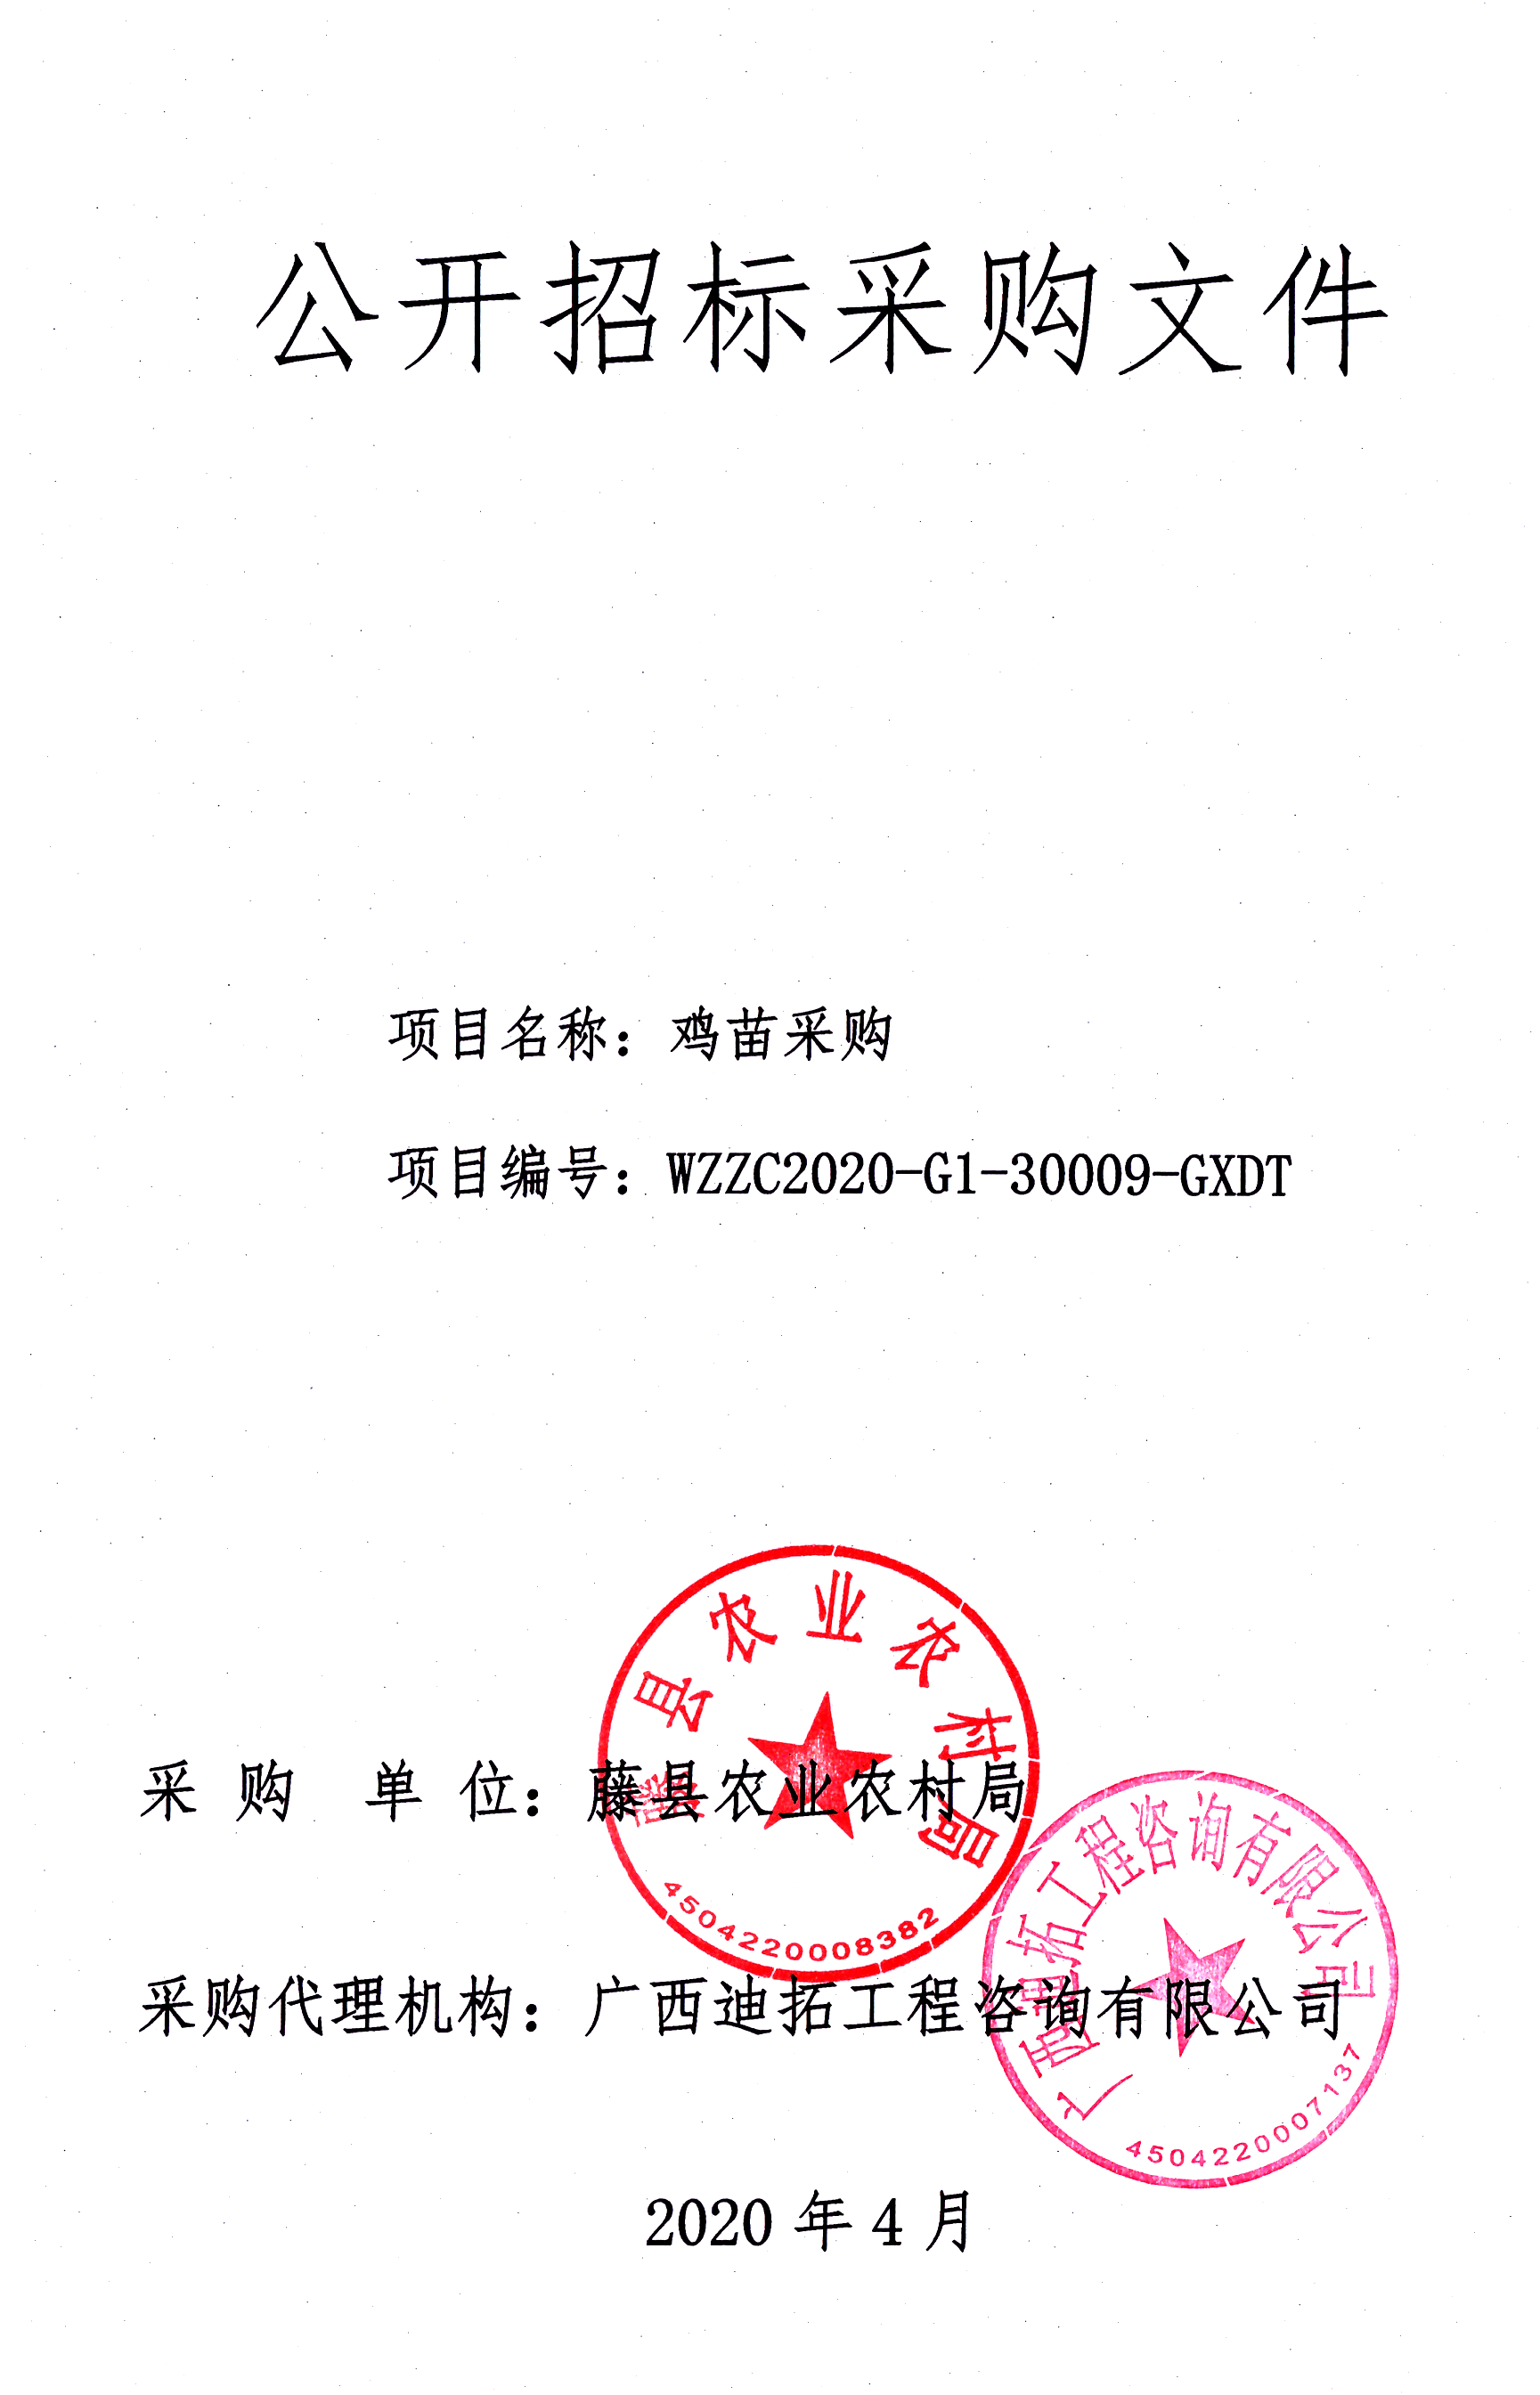 公开招标采购文件
项目名称：鸡苗采购
项目编号：WZZC2020-G1-30009-GXDT
藤县农业农村局
采购 单位：藤县农业农村局
4504220008382
广西迪拓工程咨询有限公司
采购代理机构：广西迪拓工程咨询有限公司
4504220007137
2020 年 4 月